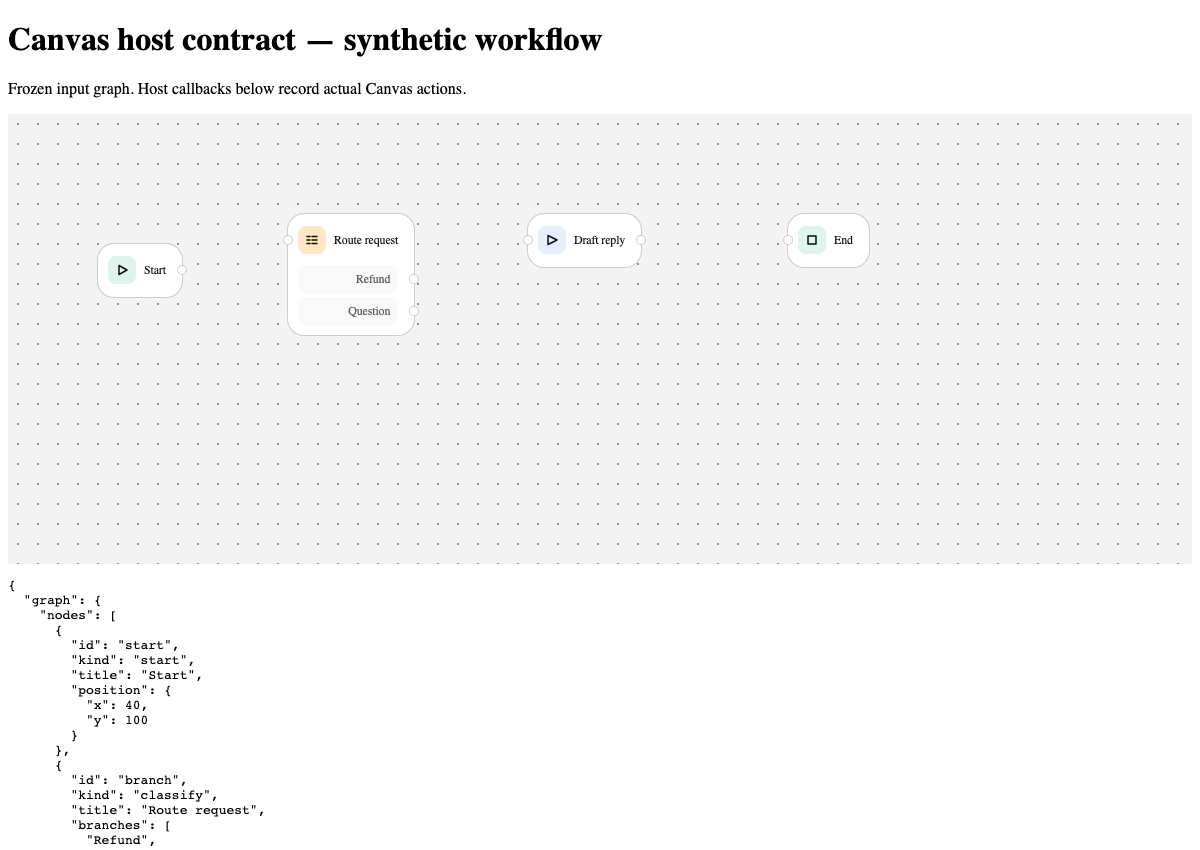 Canvas host contract — synthetic workflow
Frozen input graph. Host callbacks below record actual Canvas actions.
Start
Route request
Refund
Question
Draft reply
End
{
  "graph": {
    "nodes": [
      {
        "id": "start",
        "kind": "start",
        "title": "Start",
        "position": {
          "x": 40,
          "y": 100
        }
      },
      {
        "id": "branch",
        "kind": "classify",
        "title": "Route request",
        "branches": [
          "Refund",